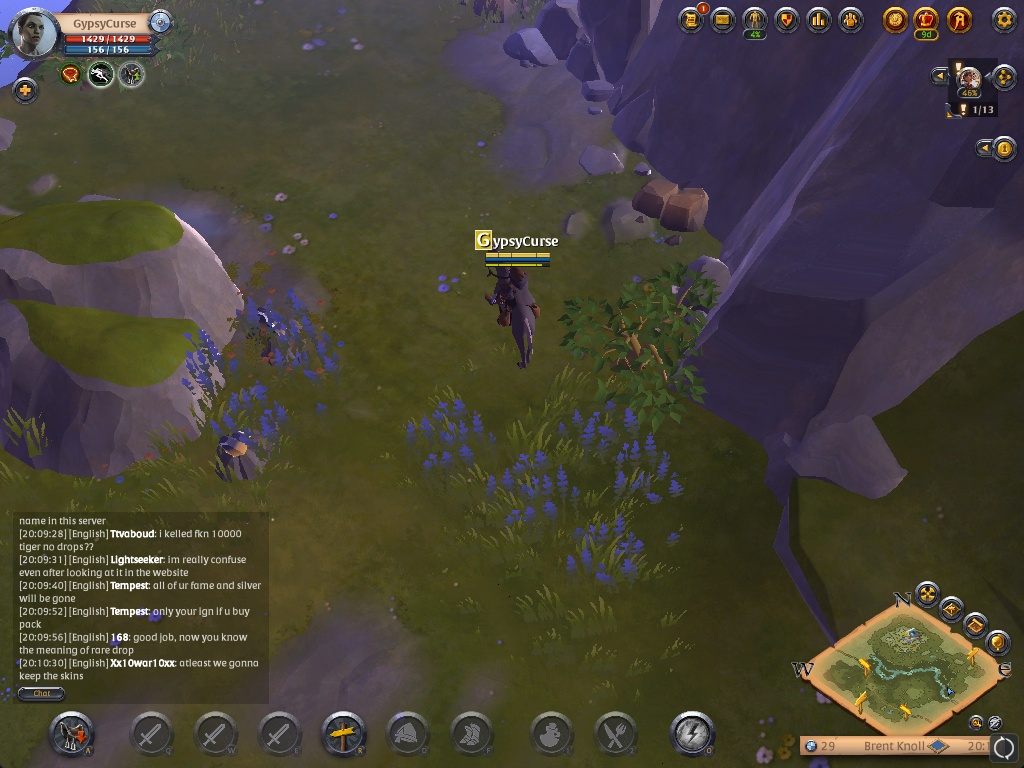 GypsyCurse
1429 / 1429
156 / 156
1
4%
9d
46%
1/13
1
GypsyCurse
name in this server
[20:09:28] [English] Ttvaboud: i kelled fkn 10000
tiger no drops ??
[20:09:31] [English] Lightseeker: im really confuse
even after looking at it in the website
[20:09:40] [English] Tempest: all of ur fame and silver
will be gone
[20:09:52] [English] Tempest: only your ign if u buy
pack
[20:09:56] [English] 168: good job, now you know
the meaning of rare drop
[20:10:30] [English] Xx10war10xx: atleast we gonna
keep the skins
Chat
N
W
E
A
Q
W
E
R
D
F
O
29
Brent Knoll
20: